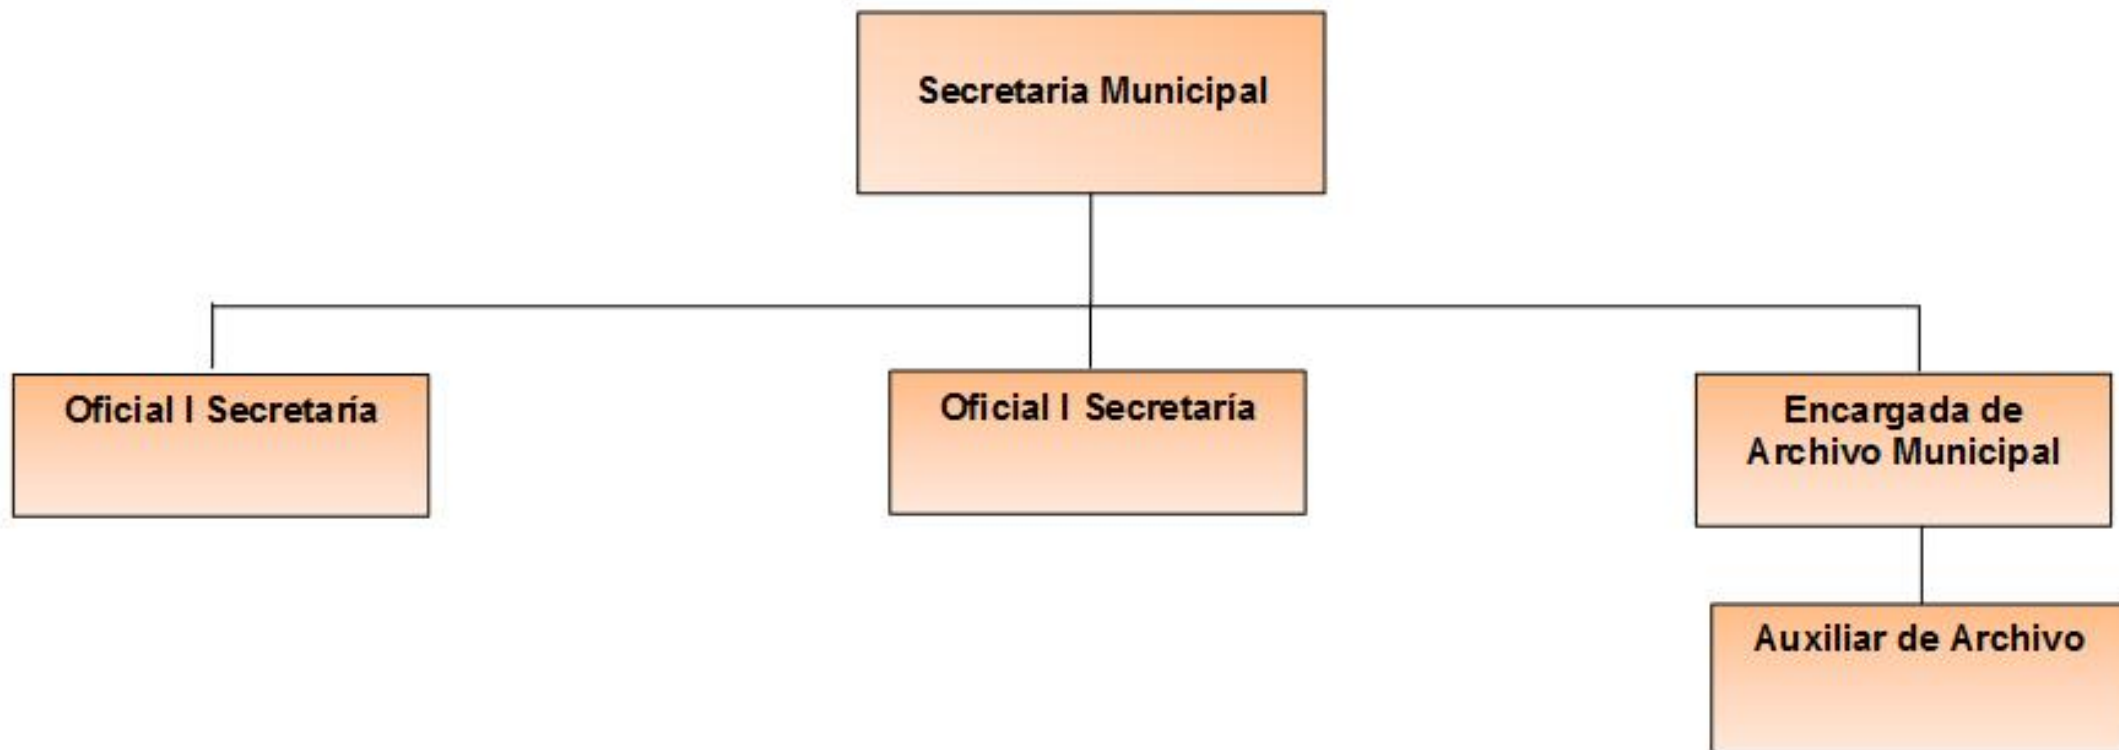 Secretaria Municipal
Oficial I Secretaría
Oficial I Secretaría
Encargada de
Archivo Municipal
Auxiliar de Archivo